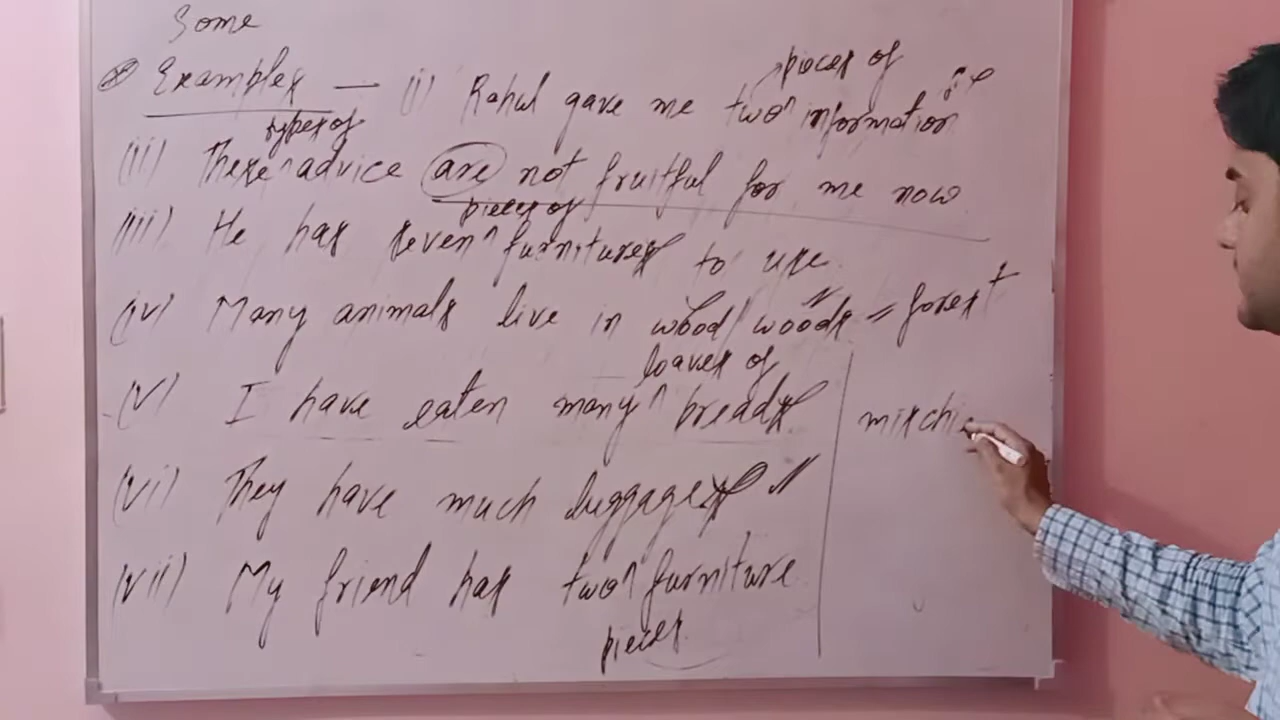 Some
Examples — (i) Rahul gave me two ^ information
pieces of
types of
(ii) These ^ advice are not fruitful for me now
pieces of
(iii) He has seven ^ furnitures to use.
(iv) Many animals live in wood / woods = forest
loaves of
(v) I have eaten many ^ breads
mischi
(vi) They have much luggages
(vii) My friend has two ^ furniture
pieces